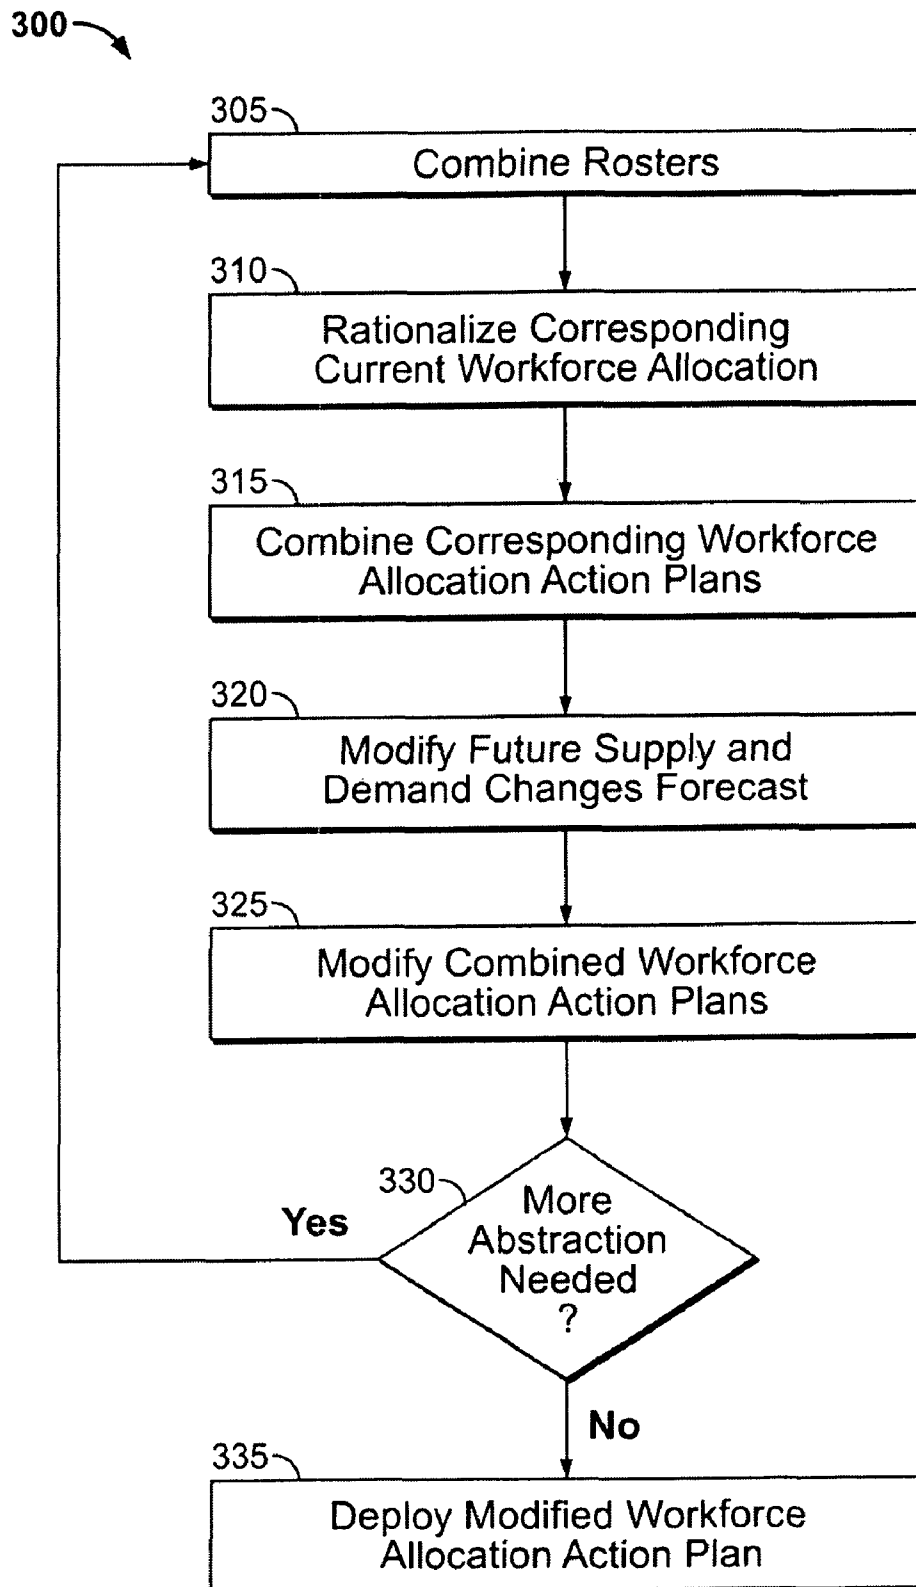 300
305
Combine Rosters
310
Rationalize Corresponding
Current Workforce Allocation
315
Combine Corresponding Workforce
Allocation Action Plans
320
Modify Future Supply and
Demand Changes Forecast
325
Modify Combined Workforce
Allocation Action Plans
330
More
Abstraction
Needed
?
Yes
No
335
Deploy Modified Workforce
Allocation Action Plan